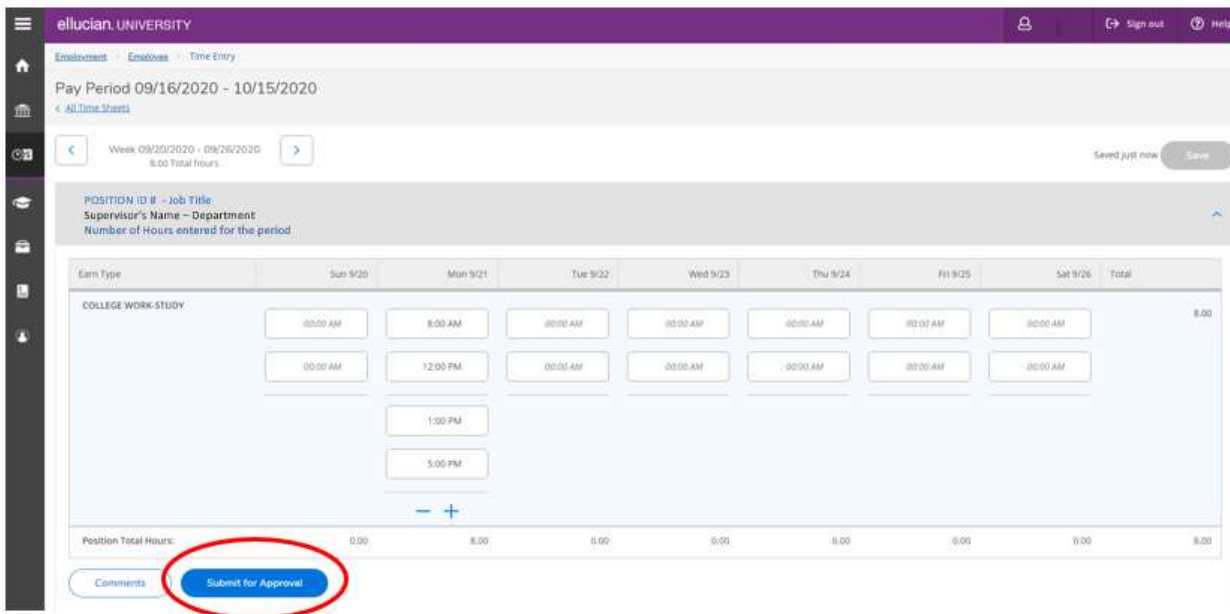 ellucian. UNIVERSITY
Sign out
Help
Employment · Employee · Time Entry
Pay Period 09/16/2020 - 10/15/2020
< All Time Sheets
Week 09/20/2020 - 09/26/2020
8.00 Total hours
Saved just now
Save
POSITION ID # - Job Title
Supervisor's Name – Department
Number of Hours entered for the period
Earn Type Sun 9/20 Mon 9/21 Tue 9/22 Wed 9/23 Thu 9/24 Fri 9/25 Sat 9/26 Total
COLLEGE WORK-STUDY
00:00 AM 8:00 AM 00:00 AM 00:00 AM 00:00 AM 00:00 AM 00:00 AM 8.00
00:00 AM 12:00 PM 00:00 AM 00:00 AM 00:00 AM 00:00 AM 00:00 AM
1:00 PM
5:00 PM
− +
Position Total Hours: 0.00 8.00 0.00 0.00 0.00 0.00 0.00 8.00
Comments Submit for Approval